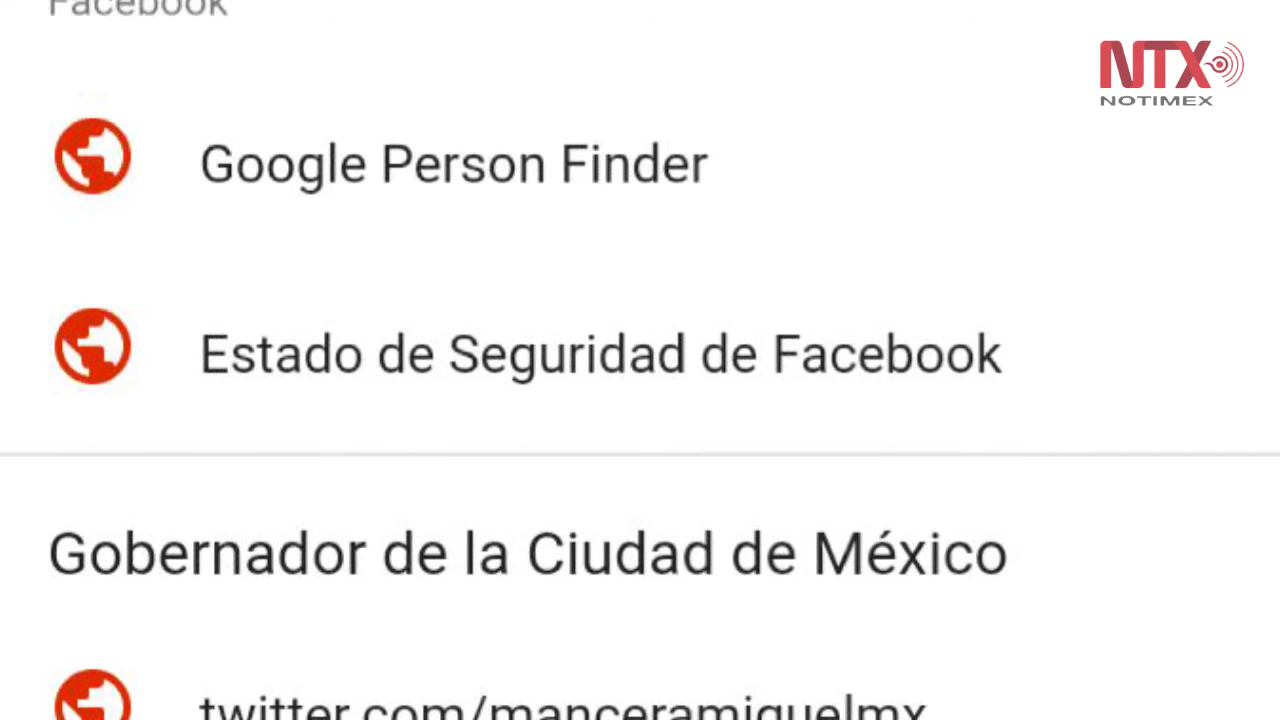 Facebook
NTX
NOTIMEX
Google Person Finder
Estado de Seguridad de Facebook
Gobernador de la Ciudad de México
twitter.com/manceramiguelmx